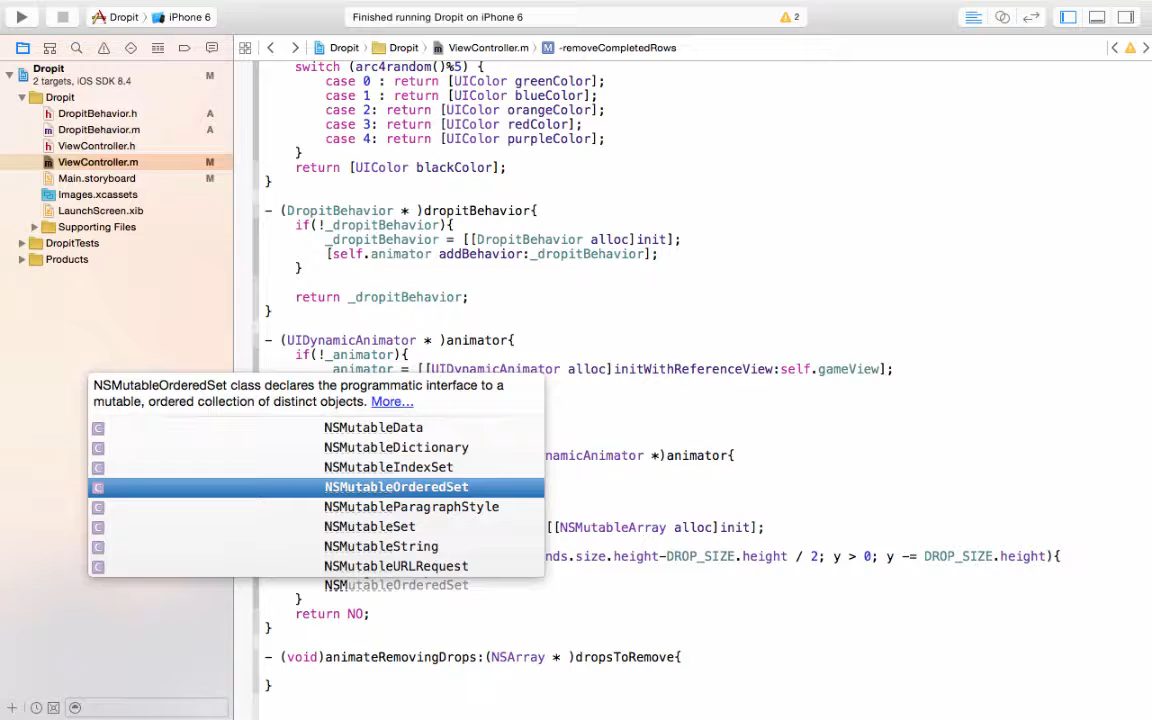 Dropit
iPhone 6
Finished running Dropit on iPhone 6
2
Dropit
Dropit
ViewController.m
M
-removeCompletedRows
Dropit
M
2 targets, iOS SDK 8.4
Dropit
h
DropitBehavior.h
A
m
DropitBehavior.m
A
h
ViewController.h
m
ViewController.m
M
Main.storyboard
M
Images.xcassets
LaunchScreen.xib
Supporting Files
DropitTests
Products
switch (arc4random()%5) {
case 0 : return [UIColor greenColor];
case 1 : return [UIColor blueColor];
case 2: return [UIColor orangeColor];
case 3: return [UIColor redColor];
case 4: return [UIColor purpleColor];
}
return [UIColor blackColor];
}
- (DropitBehavior * )dropitBehavior{
if(!_dropitBehavior){
_dropitBehavior = [[DropitBehavior alloc]init];
[self.animator addBehavior:_dropitBehavior];
}
return _dropitBehavior;
}
- (UIDynamicAnimator * )animator{
if(!_animator){
_animator = [[UIDynamicAnimator alloc]initWithReferenceView:self.gameView];
NSMutableOrderedSet class declares the programmatic interface to a
mutable, ordered collection of distinct objects. More...
C NSMutableData
C NSMutableDictionary
C NSMutableIndexSet
C NSMutableOrderedSet
C NSMutableParagraphStyle
C NSMutableSet
C NSMutableString
C NSMutableURLRequest
namicAnimator *)animator{
[[NSMutableArray alloc]init];
nds.size.height-DROP_SIZE.height / 2; y > 0; y -= DROP_SIZE.height){
NSMutableOrderedSet
}
return NO;
}
- (void)animateRemovingDrops:(NSArray * )dropsToRemove{
}